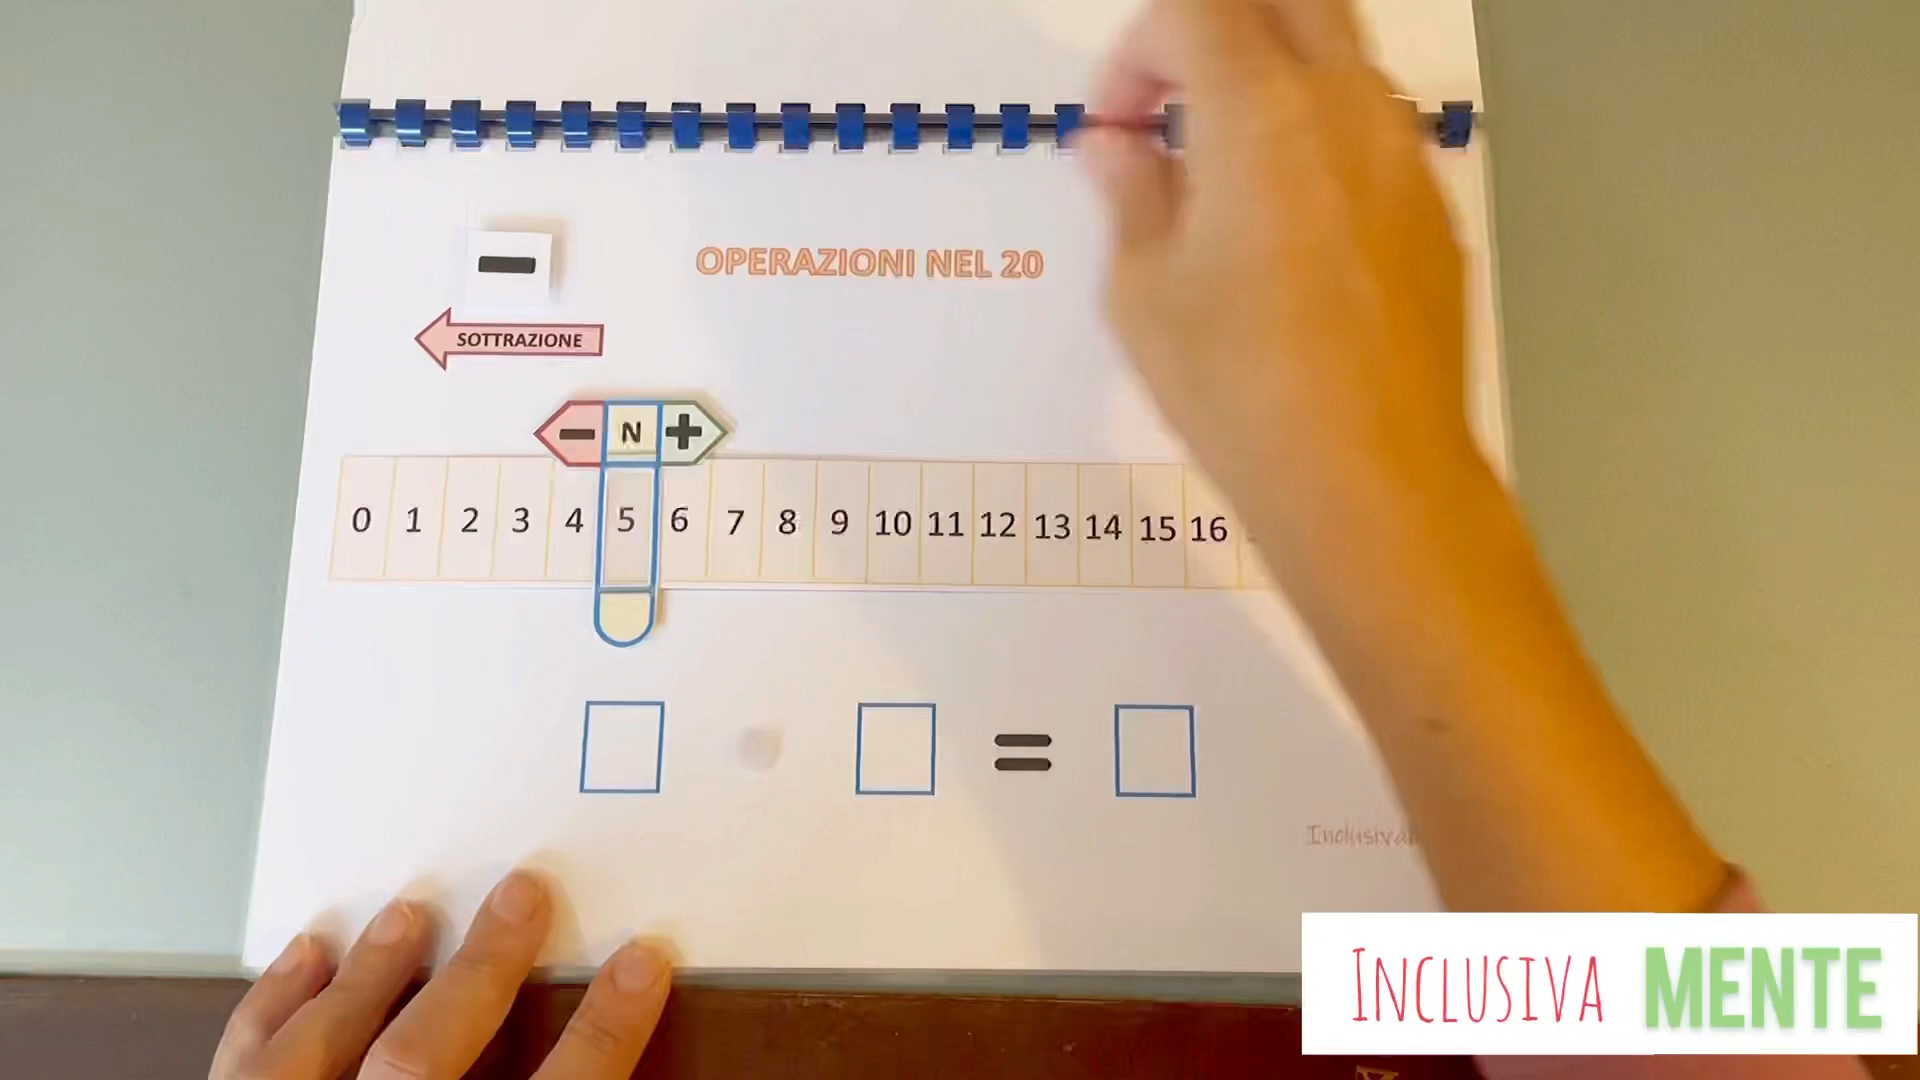 −
OPERAZIONI NEL 20
SOTTRAZIONE
− N +
0 1 2 3 4 5 6 7 8 9 10 11 12 13 14 15 16
=
INCLUSIVA MENTE